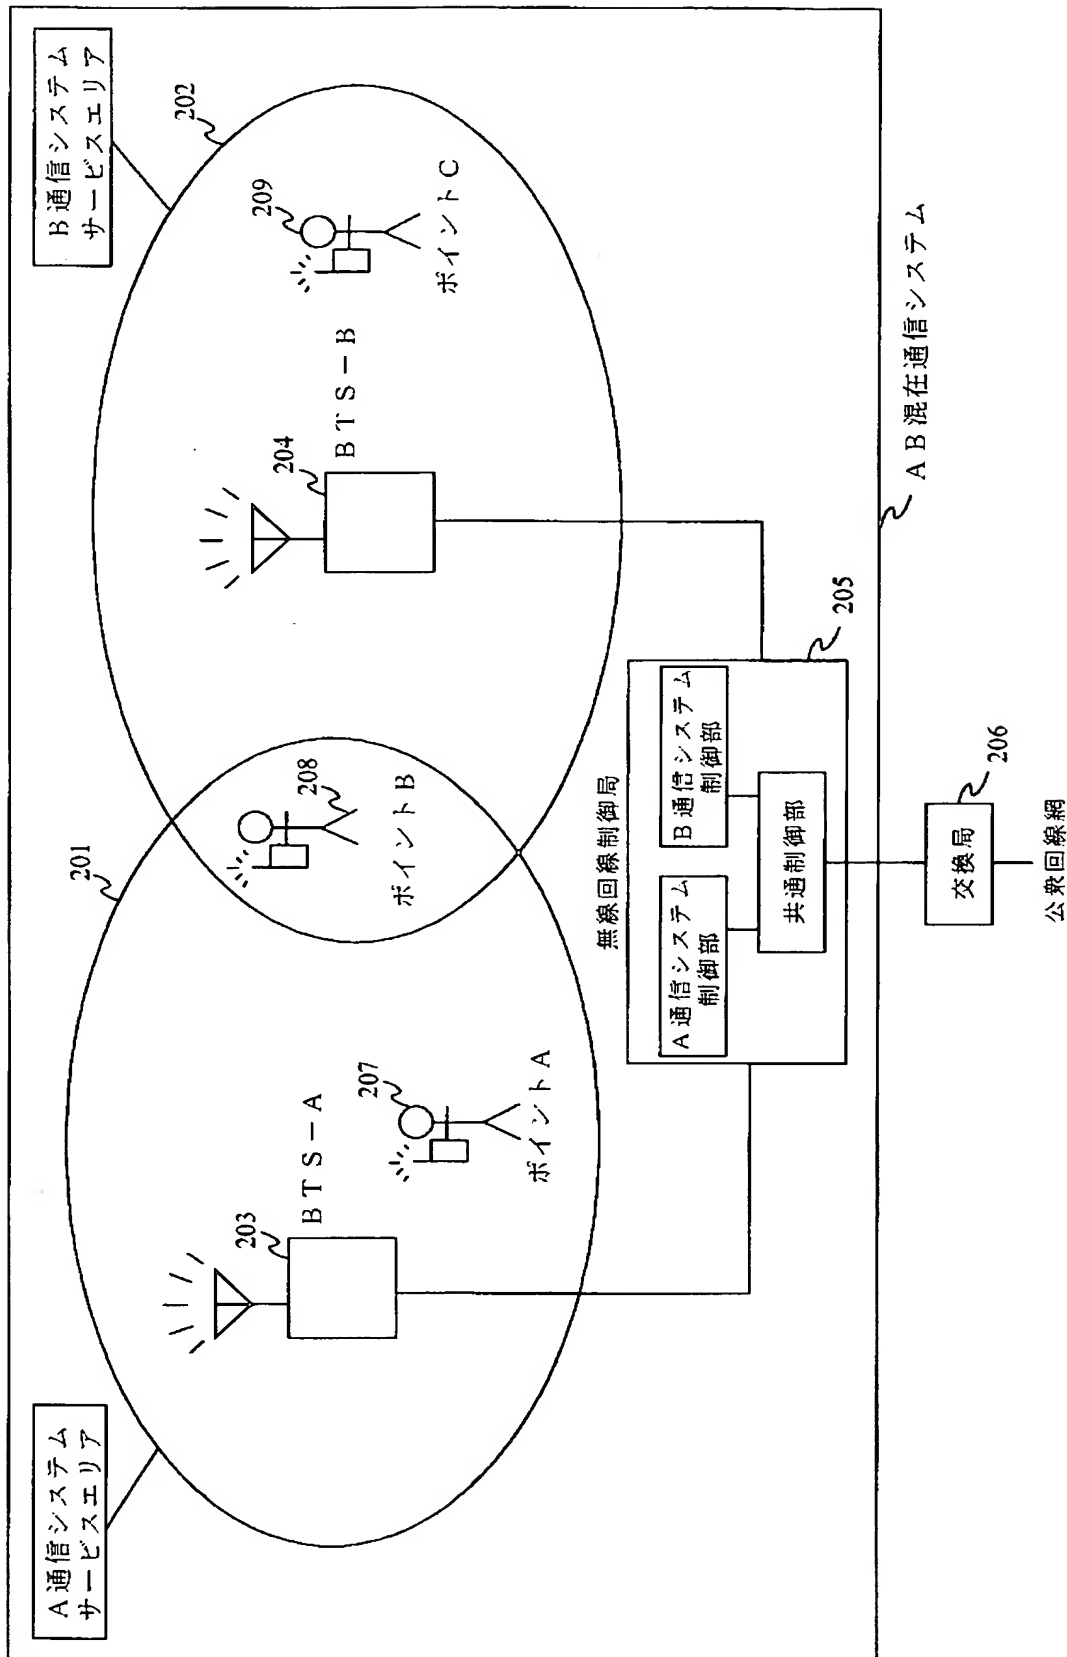 A通信システム
サービスエリア
B通信システム
サービスエリア
201
202
203
BTS－A
207
ポイントA
208
ポイントB
204
BTS－B
209
ポイントC
無線回線制御局
A通信システム
制御部
B通信システム
制御部
共通制御部
205
AB混在通信システム
交換局
206
公衆回線網